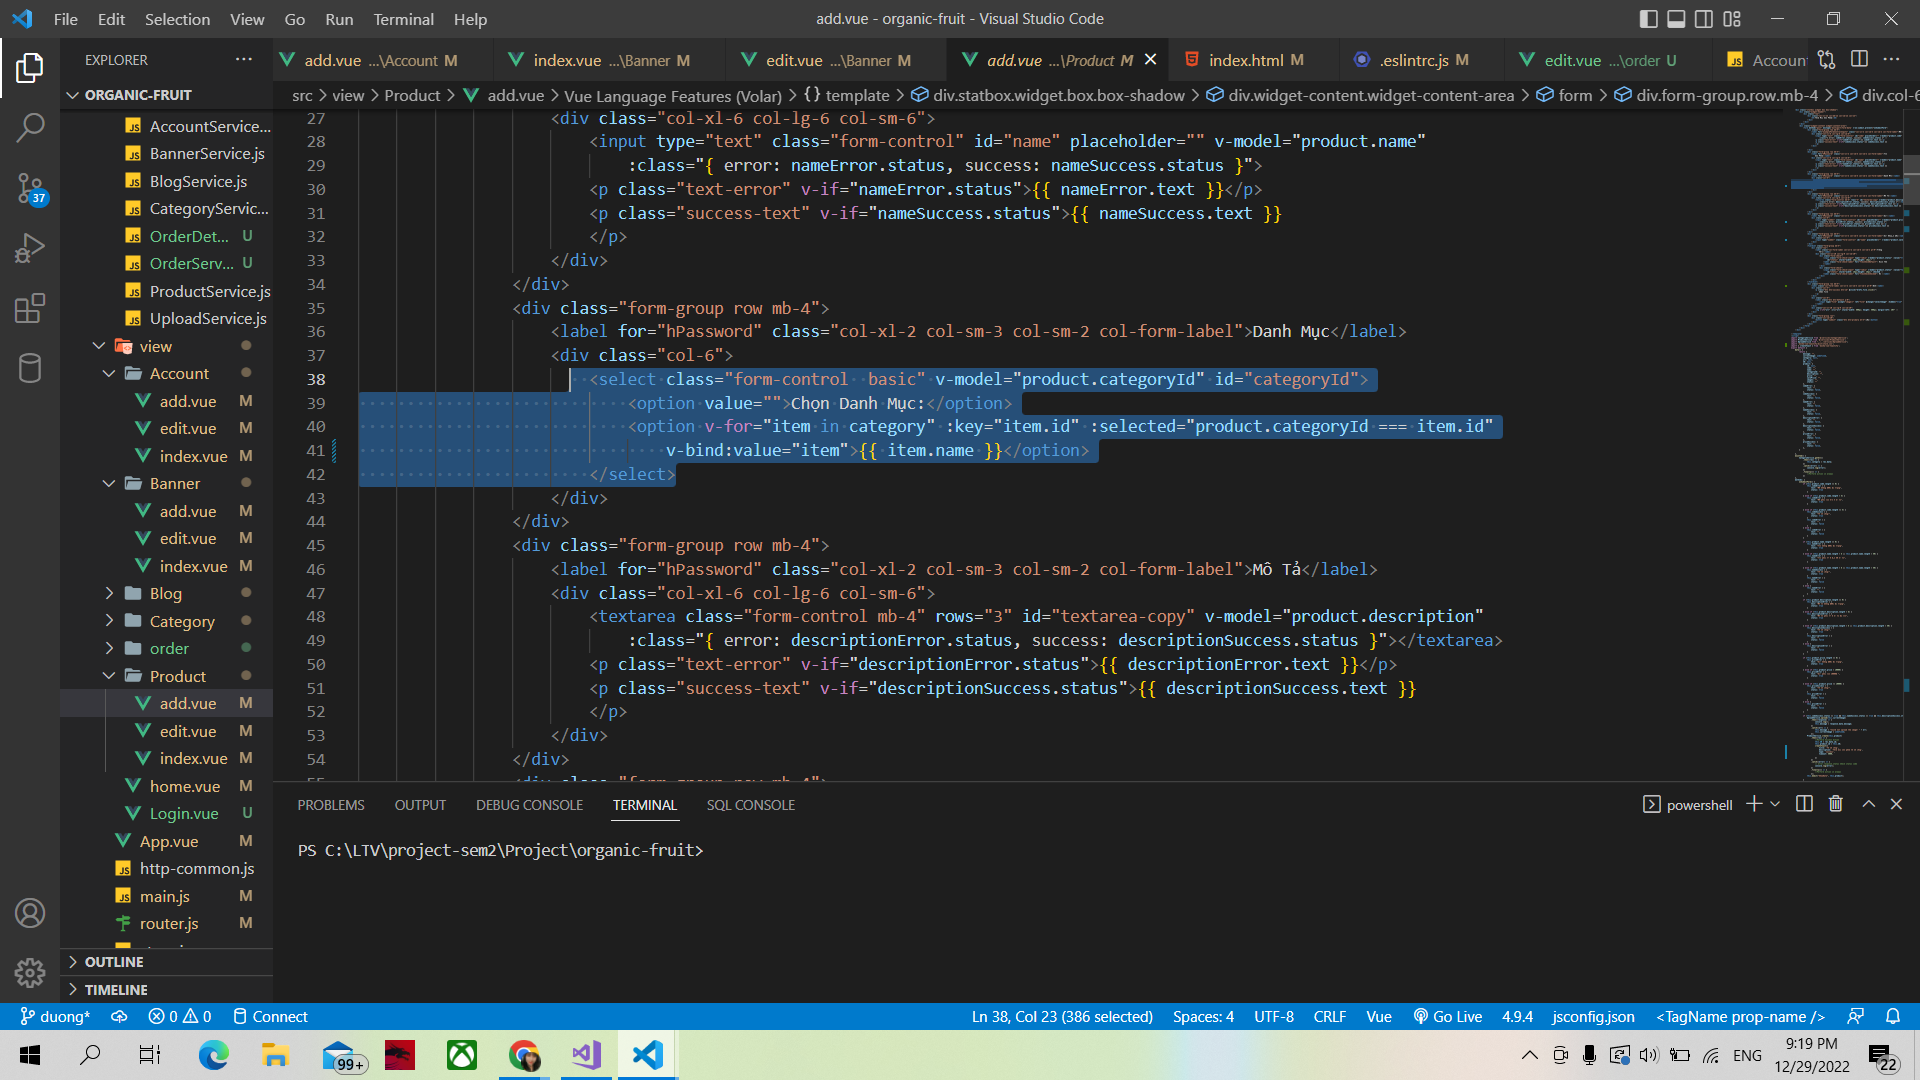 File Edit Selection View Go Run Terminal Help
add.vue - organic-fruit - Visual Studio Code
EXPLORER
add.vue ...\Account M
index.vue ...\Banner M
edit.vue ...\Banner M
add.vue ...\Product M
index.html M
.eslintrc.js M
edit.vue ...\order U
Accoun
ORGANIC-FRUIT
src > view > Product > add.vue > Vue Language Features (Volar) > {} template > div.statbox.widget.box.box-shadow > div.widget-content.widget-content-area > form > div.form-group.row.mb-4 > div.col-6
AccountService...
BannerService.js
BlogService.js
CategoryServic...
OrderDet... U
OrderServ... U
ProductService.js
UploadService.js
view
Account
add.vue M
edit.vue M
index.vue M
Banner
add.vue M
edit.vue M
index.vue M
Blog
Category
order
Product
add.vue M
edit.vue M
index.vue M
home.vue M
Login.vue U
App.vue M
http-common.js
main.js M
router.js M
OUTLINE
TIMELINE
37
27 <div class="col-xl-6 col-lg-6 col-sm-6">
28 <input type="text" class="form-control" id="name" placeholder="" v-model="product.name"
29 :class="{ error: nameError.status, success: nameSuccess.status }">
30 <p class="text-error" v-if="nameError.status">{{ nameError.text }}</p>
31 <p class="success-text" v-if="nameSuccess.status">{{ nameSuccess.text }}
32 </p>
33 </div>
34 </div>
35 <div class="form-group row mb-4">
36 <label for="hPassword" class="col-xl-2 col-sm-3 col-sm-2 col-form-label">Danh Mục</label>
37 <div class="col-6">
38 <select class="form-control  basic" v-model="product.categoryId" id="categoryId">
39 <option value="">Chọn Danh Mục:</option>
40 <option v-for="item in category" :key="item.id" :selected="product.categoryId === item.id"
41 v-bind:value="item">{{ item.name }}</option>
42 </select>
43 </div>
44 </div>
45 <div class="form-group row mb-4">
46 <label for="hPassword" class="col-xl-2 col-sm-3 col-sm-2 col-form-label">Mô Tả</label>
47 <div class="col-xl-6 col-lg-6 col-sm-6">
48 <textarea class="form-control mb-4" rows="3" id="textarea-copy" v-model="product.description"
49 :class="{ error: descriptionError.status, success: descriptionSuccess.status }"></textarea>
50 <p class="text-error" v-if="descriptionError.status">{{ descriptionError.text }}</p>
51 <p class="success-text" v-if="descriptionSuccess.status">{{ descriptionSuccess.text }}
52 </p>
53 </div>
54 </div>
55 <div class="form-group row mb-4">
PROBLEMS OUTPUT DEBUG CONSOLE TERMINAL SQL CONSOLE
powershell
PS C:\LTV\project-sem2\Project\organic-fruit>
duong* 0 0 Connect
Ln 38, Col 23 (386 selected) Spaces: 4 UTF-8 CRLF Vue Go Live 4.9.4 jsconfig.json <TagName prop-name />
99+
ENG
9:19 PM
12/29/2022
22